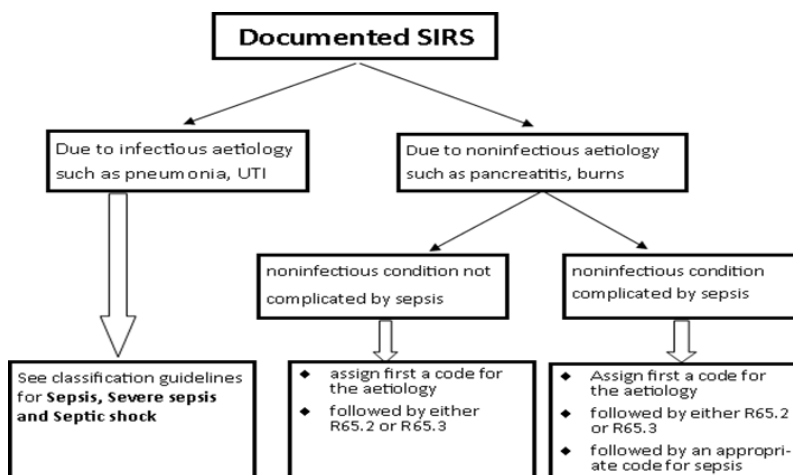 Documented SIRS
Due to infectious aetiology
such as pneumonia, UTI
Due to noninfectious aetiology
such as pancreatitis, burns
noninfectious condition not
complicated by sepsis
noninfectious condition
complicated by sepsis
See classification guidelines
for Sepsis, Severe sepsis
and Septic shock
◆ assign first a code for
the aetiology
◆ followed by either
R65.2 or R65.3
◆ Assign first a code for
the aetiology
◆ followed by either R65.2
or R65.3
◆ followed by an appropri-
ate code for sepsis